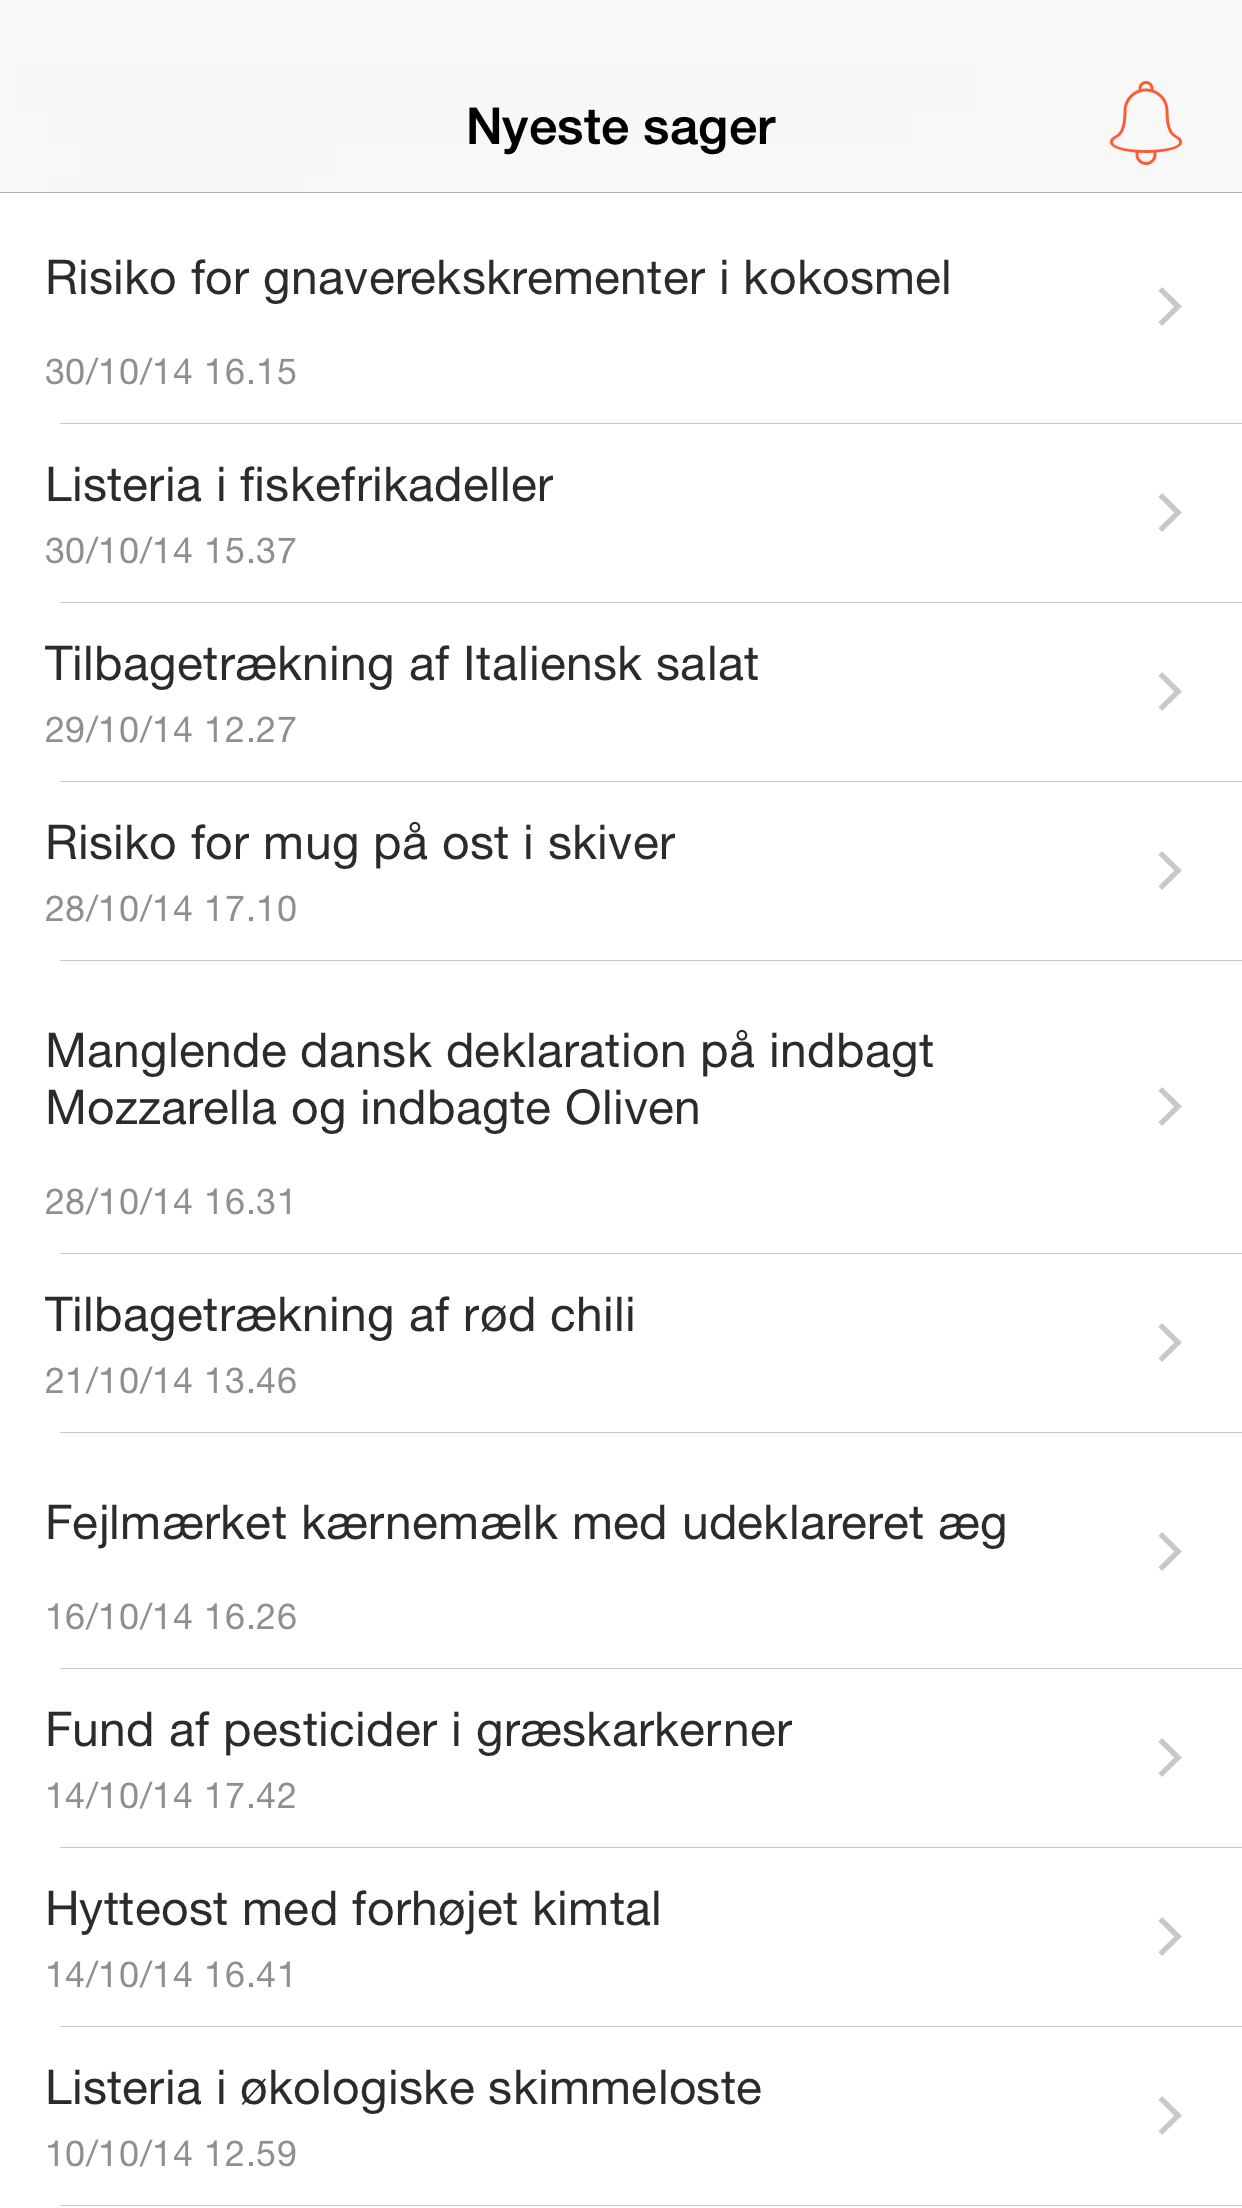 Nyeste sager
Risiko for gnaverekskrementer i kokosmel
30/10/14 16.15
Listeria i fiskefrikadeller
30/10/14 15.37
Tilbagetrækning af Italiensk salat
29/10/14 12.27
Risiko for mug på ost i skiver
28/10/14 17.10
Manglende dansk deklaration på indbagt
Mozzarella og indbagte Oliven
28/10/14 16.31
Tilbagetrækning af rød chili
21/10/14 13.46
Fejlmærket kærnemælk med udeklareret æg
16/10/14 16.26
Fund af pesticider i græskarkerner
14/10/14 17.42
Hytteost med forhøjet kimtal
14/10/14 16.41
Listeria i økologiske skimmeloste
10/10/14 12.59